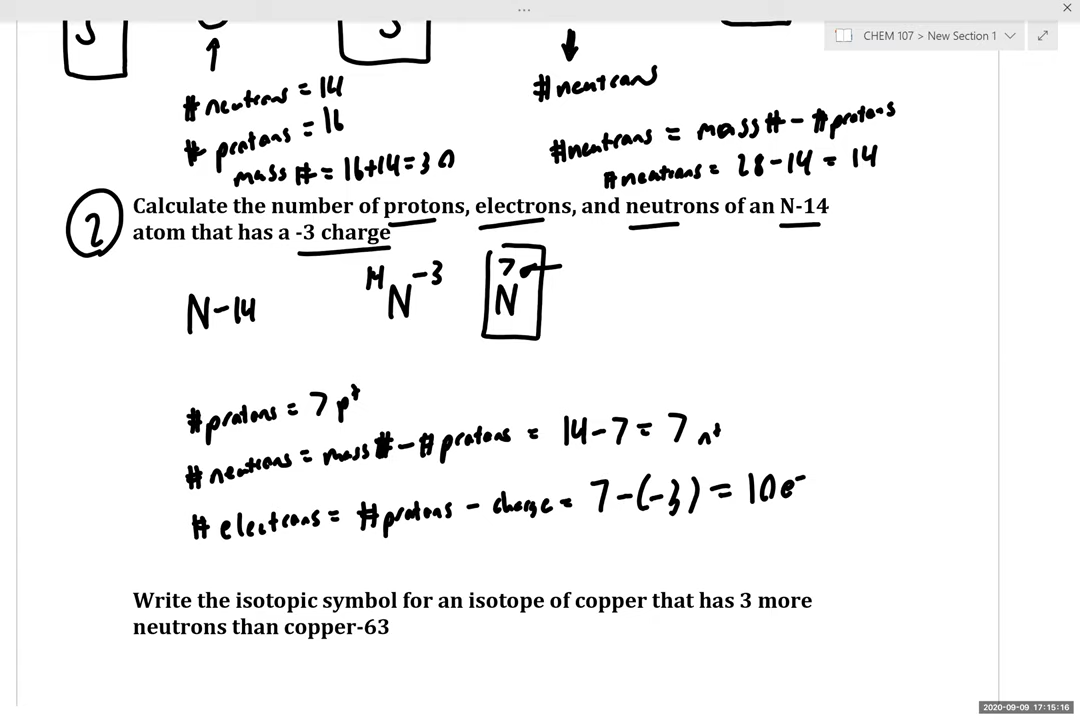 CHEM 107 > New Section 1
S
S
# neutrons = 14
# protons = 16
mass # = 16+14=30
#neutrons
#neutrons = mass # - #protons
#neutrons = 28-14 = 14
2
Calculate the number of protons, electrons, and neutrons of an N-14
atom that has a -3 charge
N-14
14 N -3
7
N
#protons = 7 p+
#neutrons = mass # - # protons = 14-7 = 7 n+
# electrons = #protons - charge = 7-(-3) = 10e-
Write the isotopic symbol for an isotope of copper that has 3 more
neutrons than copper-63
2020-09-09 17:15:16